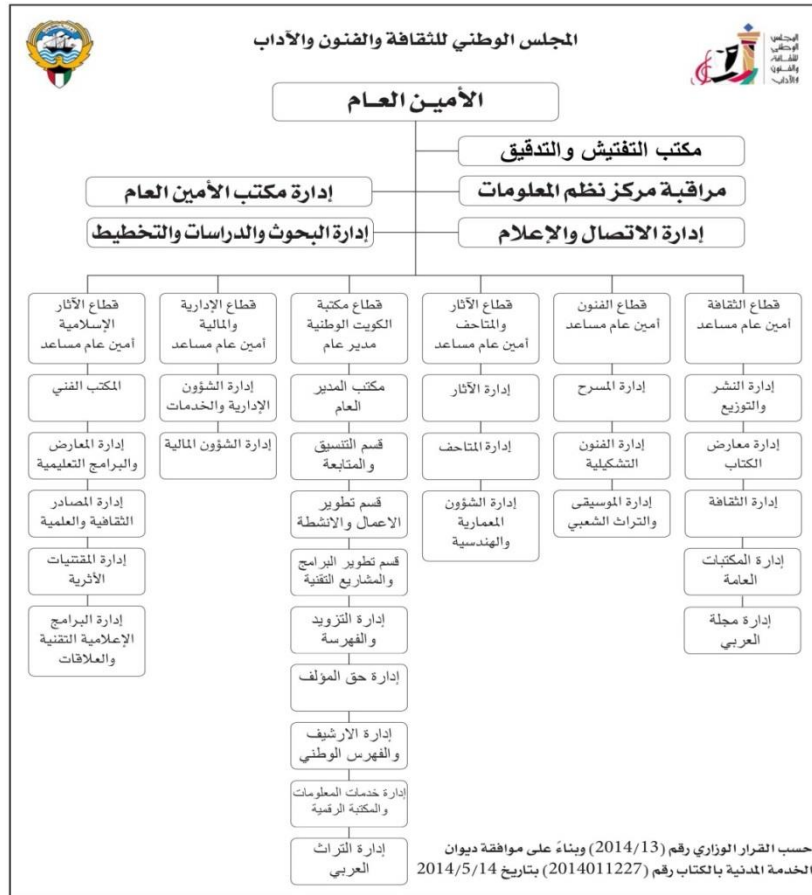 المجلس الوطني للثقافة والفنون والآداب
المجلس
الوطني
للثقافة
والفنون
والآداب
الأمين العام
مكتب التفتيش والتدقيق
مراقبة مركز نظم المعلومات
إدارة مكتب الأمين العام
إدارة الاتصال والإعلام
إدارة البحوث والدراسات والتخطيط
قطاع الثقافة
أمين عام مساعد
إدارة النشر
والتوزيع
إدارة معارض
الكتاب
إدارة الثقافة
إدارة المكتبات
العامة
إدارة مجلة
العربي
قطاع الفنون
أمين عام مساعد
إدارة المسرح
إدارة الفنون
التشكيلية
إدارة الموسيقى
والتراث الشعبي
قطاع الآثار
والمتاحف
أمين عام مساعد
إدارة الآثار
إدارة المتاحف
إدارة الشؤون
المعمارية
والهندسية
قطاع مكتبة
الكويت الوطنية
مدير عام
مكتب المدير
العام
قسم التنسيق
والمتابعة
قسم تطوير
الاعمال والانشطة
قسم تطوير البرامج
والمشاريع التقنية
إدارة التزويد
والفهرسة
إدارة حق المؤلف
إدارة الارشيف
والفهرس الوطني
إدارة خدمات المعلومات
والمكتبة الرقمية
إدارة التراث
العربي
قطاع الإدارية
والمالية
أمين عام مساعد
إدارة الشؤون
الإدارية والخدمات
إدارة الشؤون المالية
قطاع الآثار
الإسلامية
أمين عام مساعد
المكتب الفني
إدارة المعارض
والبرامج التعليمية
إدارة المصادر
الثقافية والعلمية
إدارة المقتنيات
الأثرية
إدارة البرامج
الإعلامية التقنية
والعلاقات
حسب القرار الوزاري رقم (2014/13) وبناءً على موافقة ديوان
الخدمة المدنية بالكتاب رقم (2014011227) بتاريخ 2014/5/14